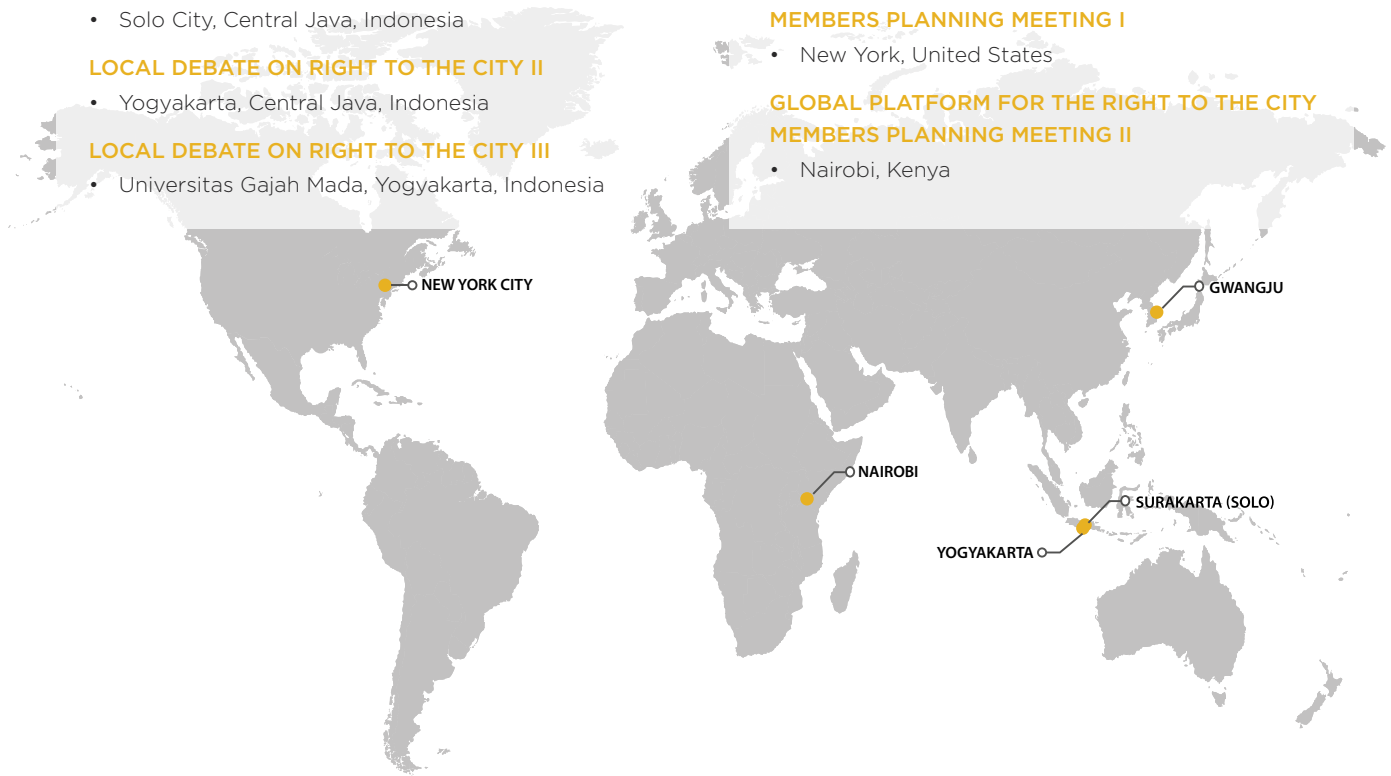 • Solo City, Central Java, Indonesia
LOCAL DEBATE ON RIGHT TO THE CITY II
• Yogyakarta, Central Java, Indonesia
LOCAL DEBATE ON RIGHT TO THE CITY III
• Universitas Gajah Mada, Yogyakarta, Indonesia
MEMBERS PLANNING MEETING I
• New York, United States
GLOBAL PLATFORM FOR THE RIGHT TO THE CITY
MEMBERS PLANNING MEETING II
• Nairobi, Kenya
NEW YORK CITY
GWANGJU
NAIROBI
SURAKARTA (SOLO)
YOGYAKARTA